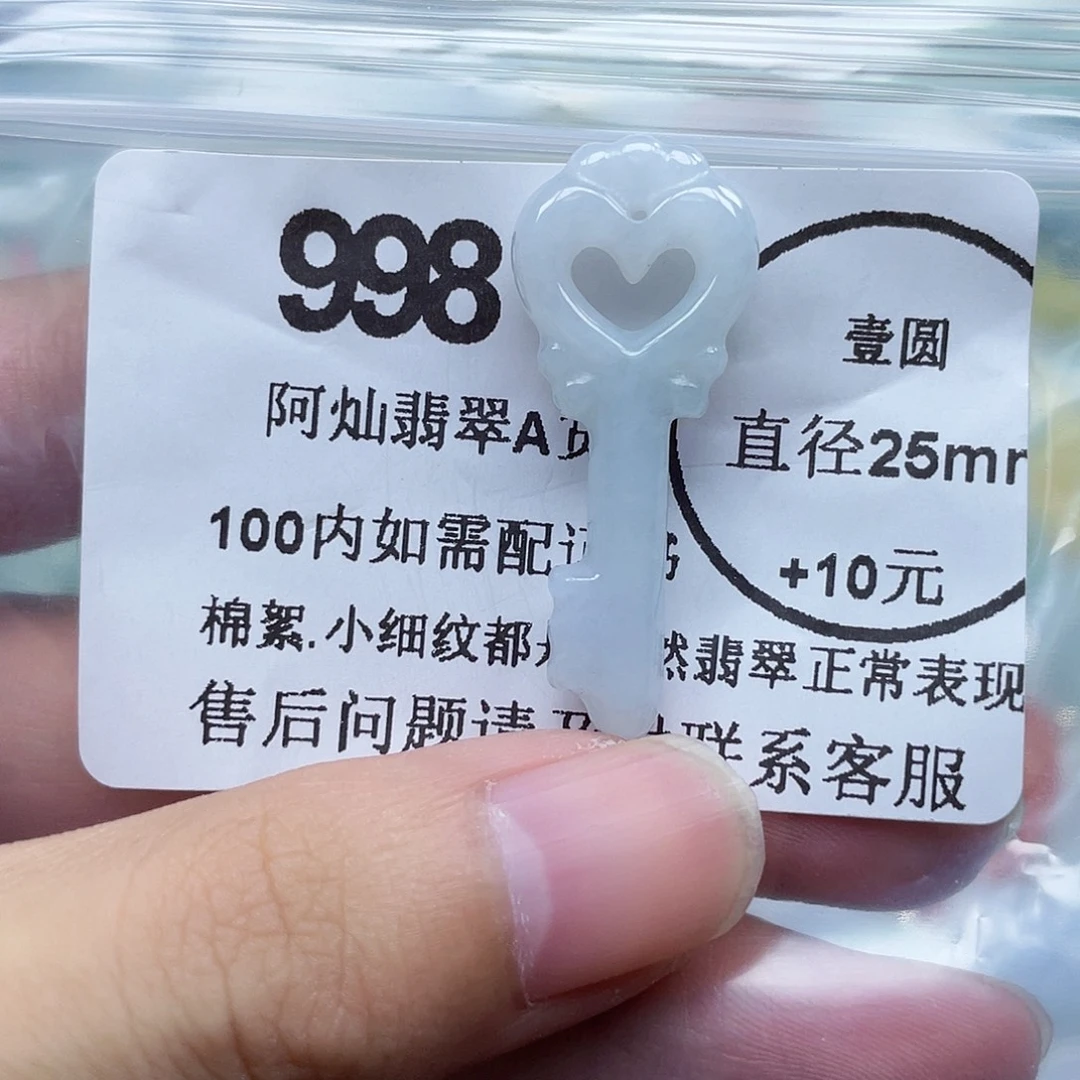 998
阿灿翡翠A
壹圆
直径25m
100内如需配
+10元
棉絮.小细纹都 然翡翠正常表现
售后问题请 联系客服